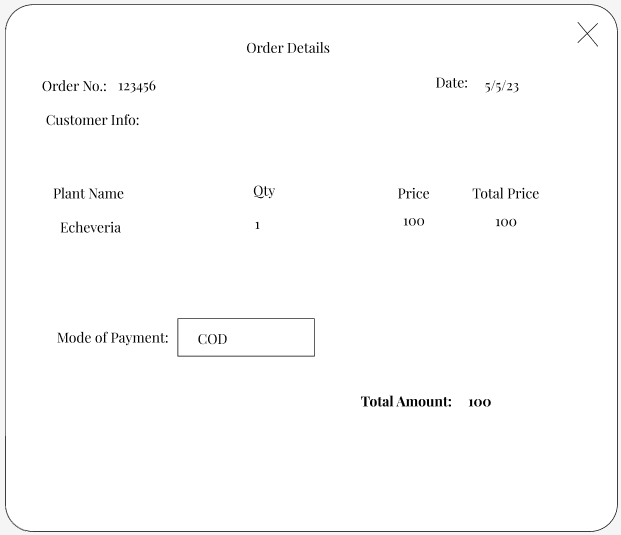 Order Details
Order No.: 123456 Date: 5/5/23
Customer Info:
Plant Name Qty Price Total Price
Echeveria 1 100 100
Mode of Payment: COD
Total Amount: 100